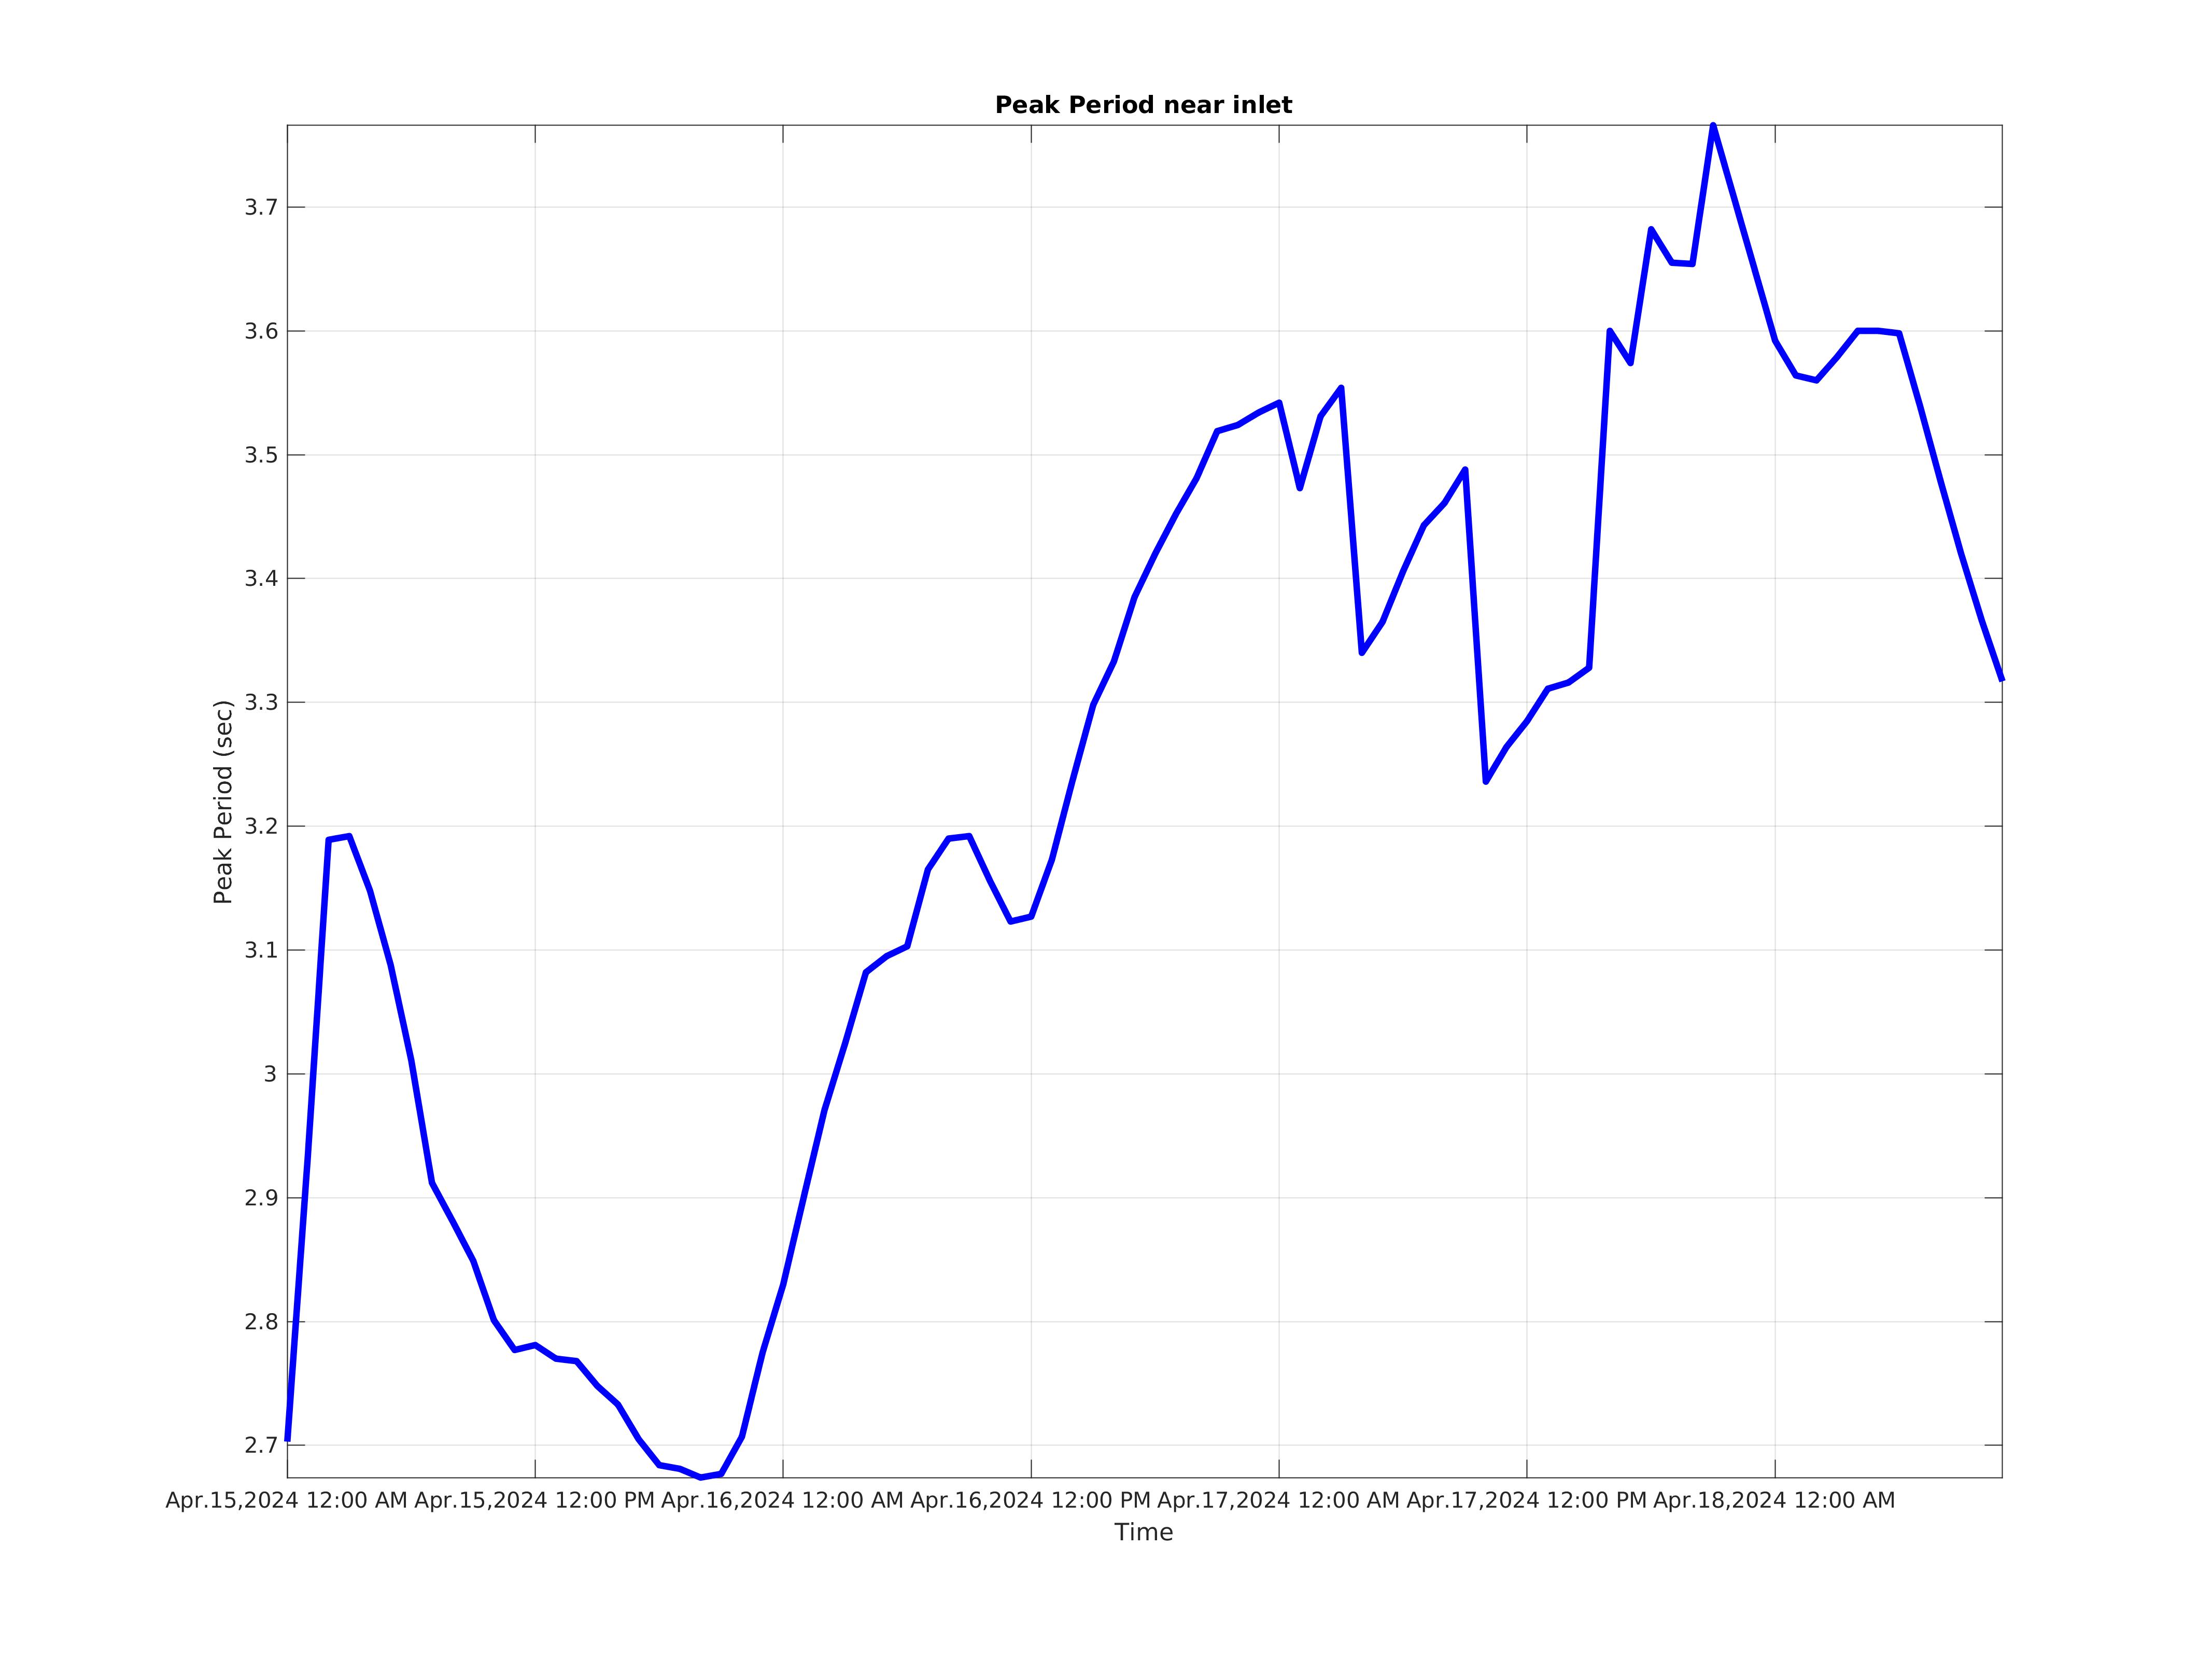 Peak Period near inlet
3.7
3.6
3.5
3.4
3.3
3.2
3.1
3
2.9
2.8
2.7
Peak Period (sec)
Apr.15,2024 12:00 AM Apr.15,2024 12:00 PM Apr.16,2024 12:00 AM Apr.16,2024 12:00 PM Apr.17,2024 12:00 AM Apr.17,2024 12:00 PM Apr.18,2024 12:00 AM
Time